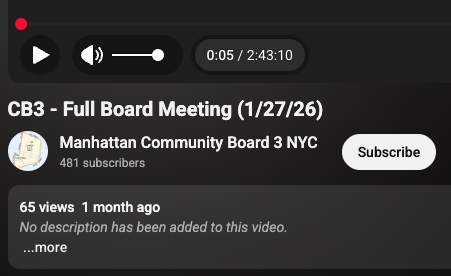 0:05 / 2:43:10
CB3 - Full Board Meeting (1/27/26)
Manhattan Community Board 3 NYC
481 subscribers
Subscribe
65 views 1 month ago
No description has been added to this video.
...more